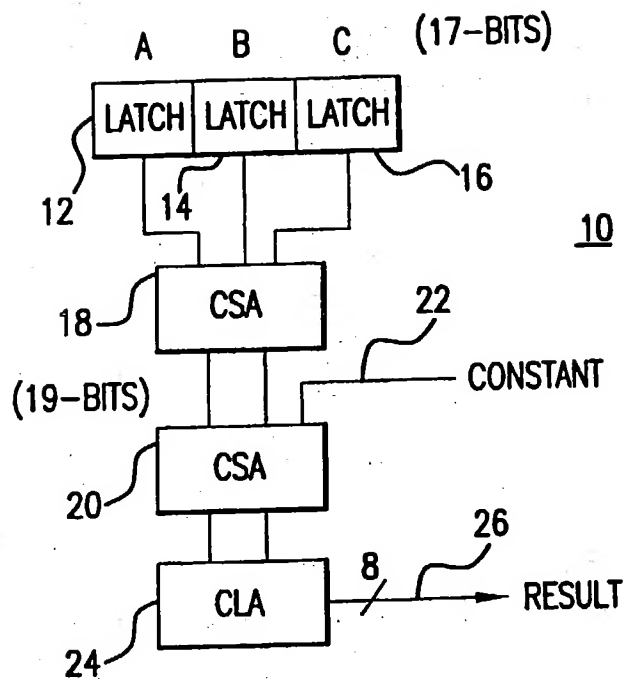 A B C (17-BITS)
LATCH LATCH LATCH
12 14 16
10
18 CSA 22
(19-BITS) CONSTANT
20 CSA
8 26
24 CLA RESULT